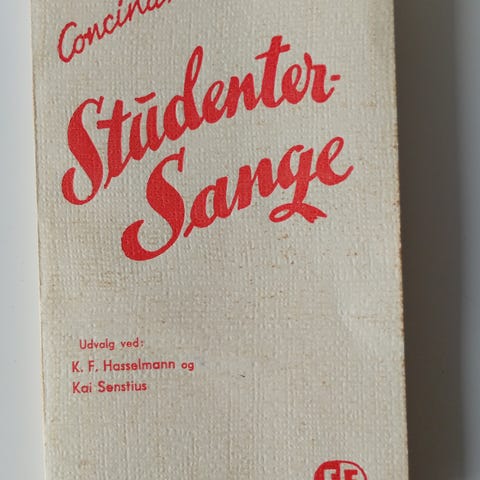 Studenter-
Sange
Udvalg ved:
K. F. Hasselmann og
Kai Senstius